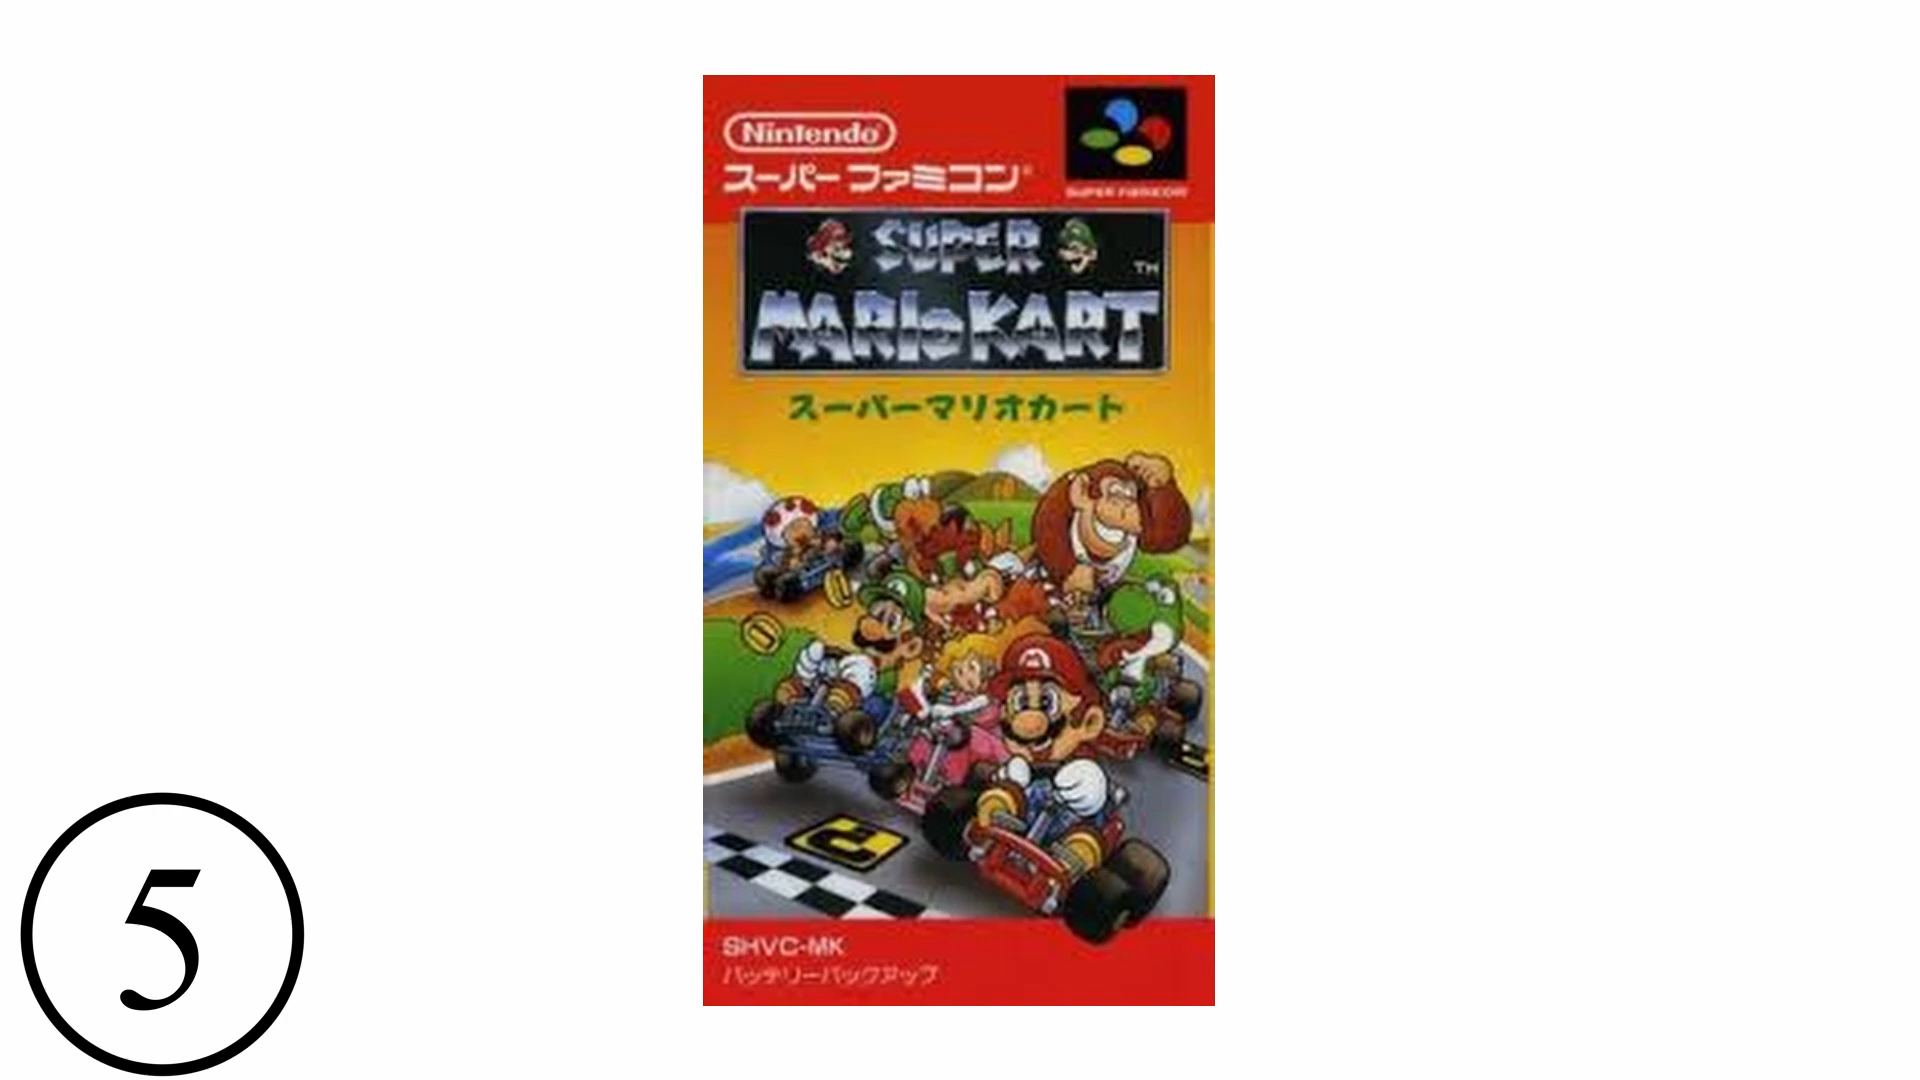 Nintendo
スーパーファミコン
SUPER FAMICOM
SUPER
MARIO KART
TM
スーパーマリオカート
SHVC-MK
バッテリーバックアップ
5